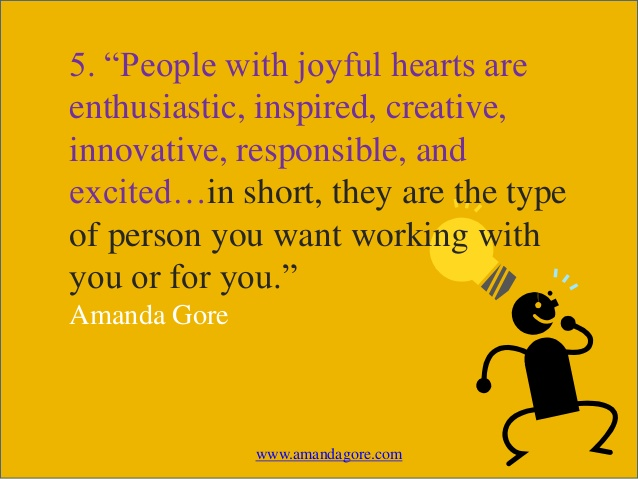 5. “People with joyful hearts are
enthusiastic, inspired, creative,
innovative, responsible, and
excited…in short, they are the type
of person you want working with
you or for you.”
Amanda Gore
www.amandagore.com